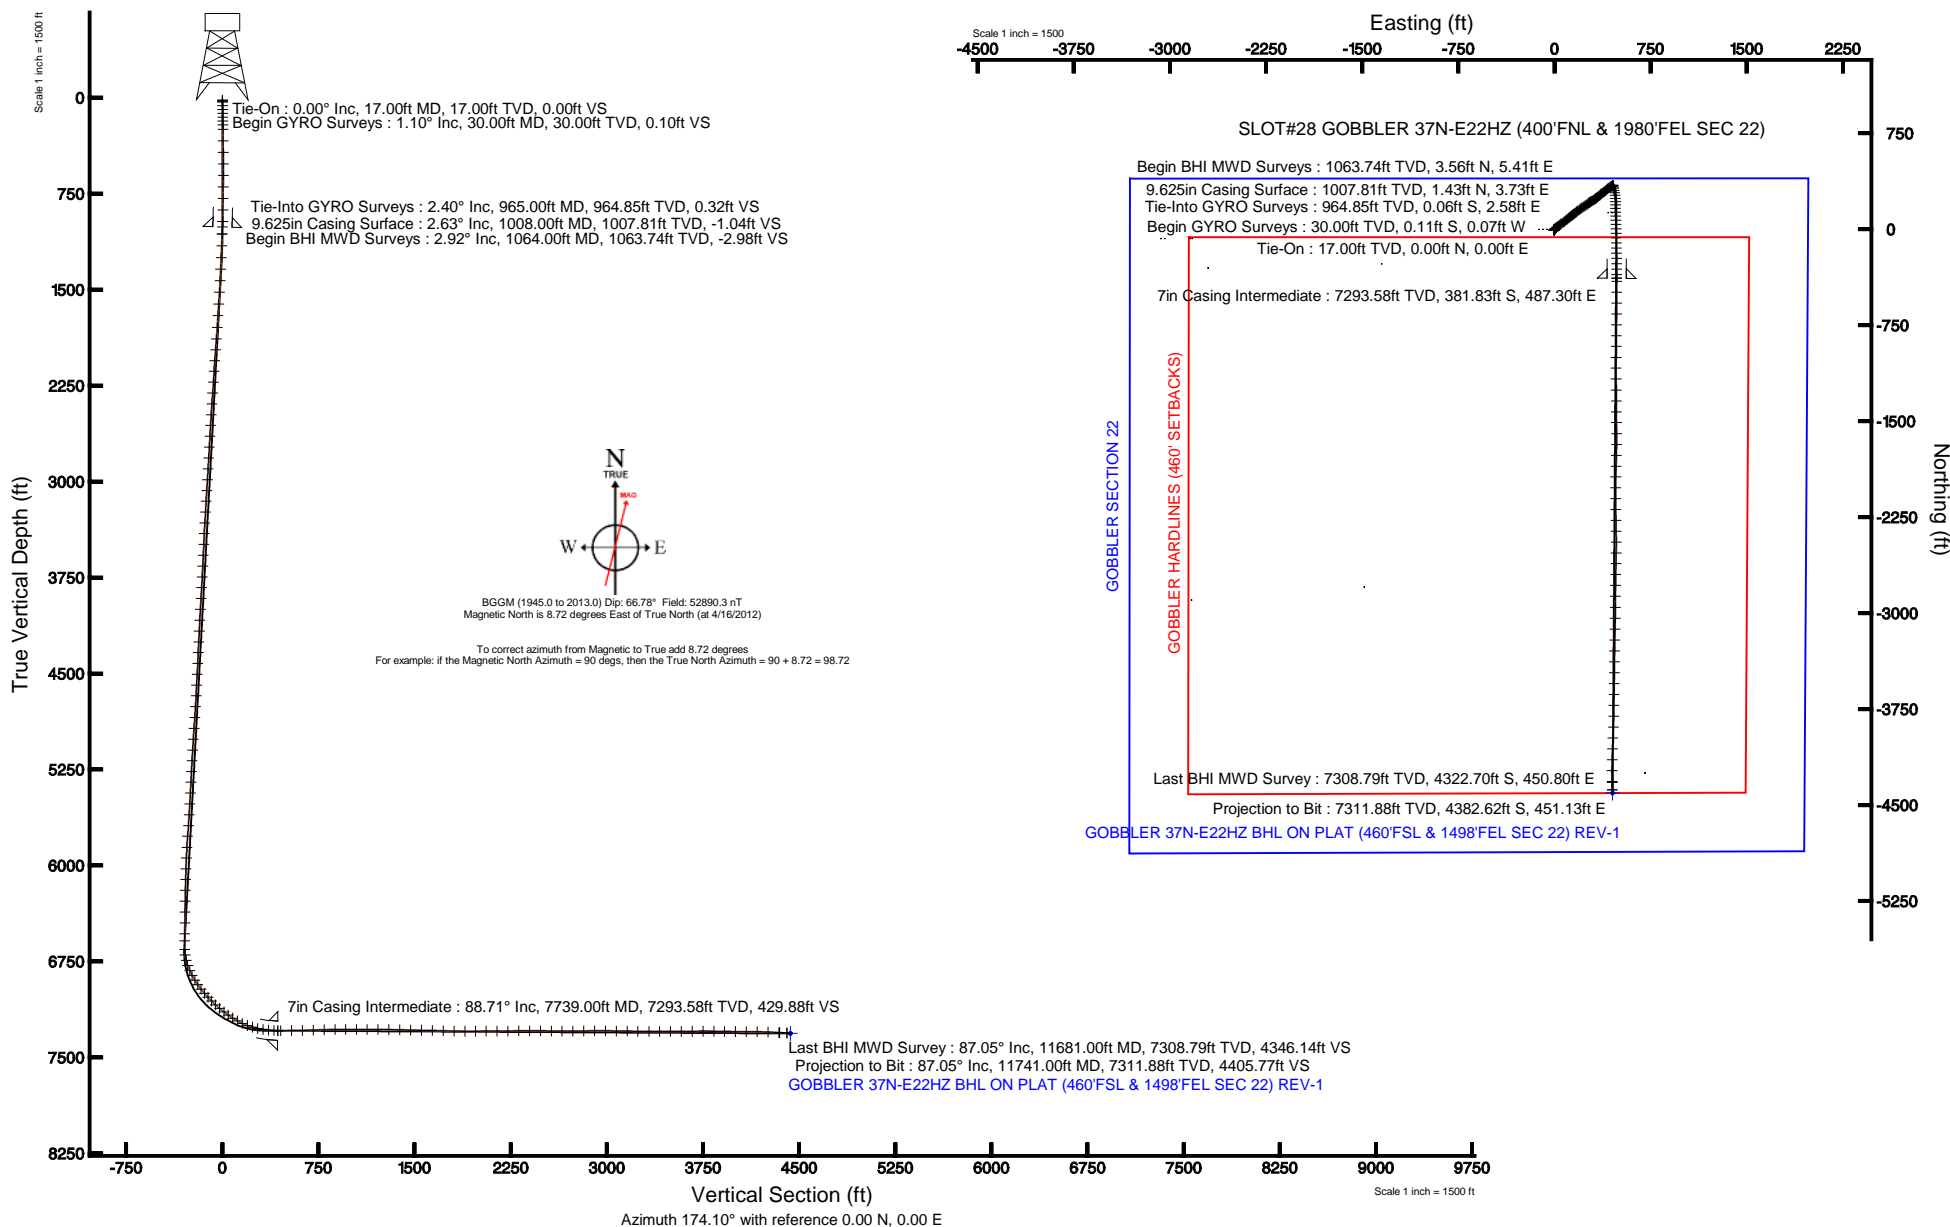 Scale 1 inch = 1500 ft
True Vertical Depth (ft)
0
750
1500
2250
3000
3750
4500
5250
6000
6750
7500
8250
Tie-On : 0.00° Inc, 17.00ft MD, 17.00ft TVD, 0.00ft VS
Begin GYRO Surveys : 1.10° Inc, 30.00ft MD, 30.00ft TVD, 0.10ft VS
Tie-Into GYRO Surveys : 2.40° Inc, 965.00ft MD, 964.85ft TVD, 0.32ft VS
9.625in Casing Surface : 2.63° Inc, 1008.00ft MD, 1007.81ft TVD, -1.04ft VS
Begin BHI MWD Surveys : 2.92° Inc, 1064.00ft MD, 1063.74ft TVD, -2.98ft VS
N
TRUE
MAG
W
E
BGGM (1945.0 to 2013.0) Dip: 66.78° Field: 52890.3 nT
Magnetic North is 8.72 degrees East of True North (at 4/16/2012)
To correct azimuth from Magnetic to True add 8.72 degrees
For example: if the Magnetic North Azimuth = 90 degs, then the True North Azimuth = 90 + 8.72 = 98.72
7in Casing Intermediate : 88.71° Inc, 7739.00ft MD, 7293.58ft TVD, 429.88ft VS
Last BHI MWD Survey : 87.05° Inc, 11681.00ft MD, 7308.79ft TVD, 4346.14ft VS
Projection to Bit : 87.05° Inc, 11741.00ft MD, 7311.88ft TVD, 4405.77ft VS
GOBBLER 37N-E22HZ BHL ON PLAT (460'FSL & 1498'FEL SEC 22) REV-1
-750 0 750 1500 2250 3000 3750 4500 5250 6000 6750 7500 8250 9000 9750
Vertical Section (ft)
Scale 1 inch = 1500 ft
Azimuth 174.10° with reference 0.00 N, 0.00 E
Easting (ft)
Scale 1 inch = 1500
-4500 -3750 -3000 -2250 -1500 -750 0 750 1500 2250
SLOT#28 GOBBLER 37N-E22HZ (400'FNL & 1980'FEL SEC 22)
Begin BHI MWD Surveys : 1063.74ft TVD, 3.56ft N, 5.41ft E
9.625in Casing Surface : 1007.81ft TVD, 1.43ft N, 3.73ft E
Tie-Into GYRO Surveys : 964.85ft TVD, 0.06ft S, 2.58ft E
Begin GYRO Surveys : 30.00ft TVD, 0.11ft S, 0.07ft W
Tie-On : 17.00ft TVD, 0.00ft N, 0.00ft E
7in Casing Intermediate : 7293.58ft TVD, 381.83ft S, 487.30ft E
GOBBLER SECTION 22
GOBBLER HARDLINES (460' SETBACKS)
Last BHI MWD Survey : 7308.79ft TVD, 4322.70ft S, 450.80ft E
Projection to Bit : 7311.88ft TVD, 4382.62ft S, 451.13ft E
GOBBLER 37N-E22HZ BHL ON PLAT (460'FSL & 1498'FEL SEC 22) REV-1
750
0
-750
-1500
-2250
-3000
-3750
-4500
-5250
Northing (ft)